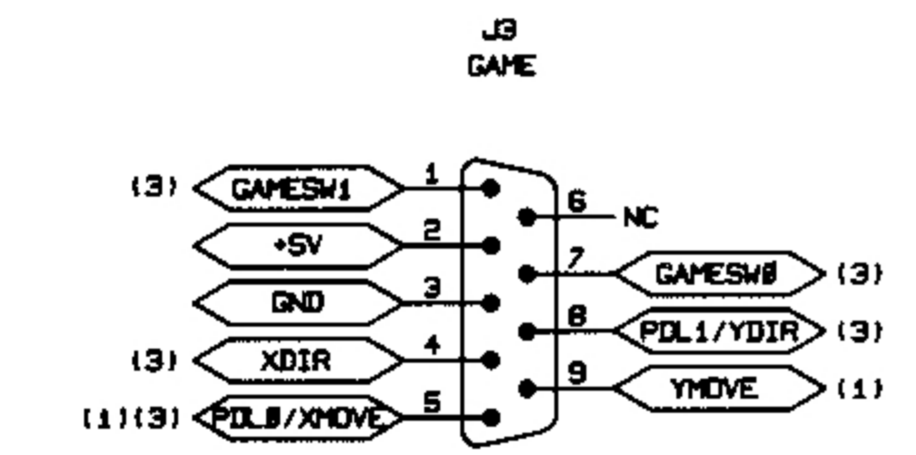 J3
GAME
(3) GAMESW1 1
6 NC
+5V 2
7 GAMESW0 (3)
GND 3
8 PDL1/YDIR (3)
(3) XDIR 4
9 YMOVE (1)
(1)(3) PDL0/XMOVE 5